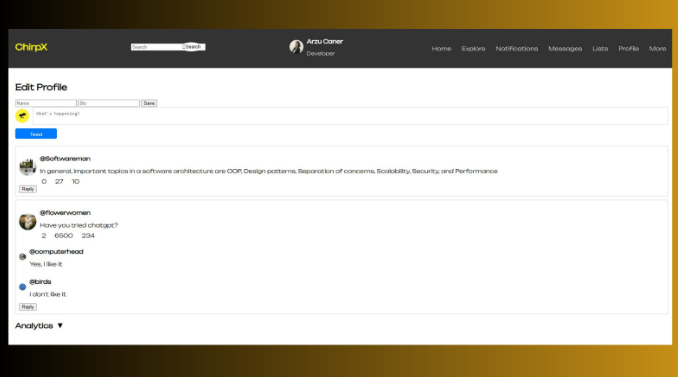 ChirpX
Search
Search
Arzu Caner
Developer
Home Explore Notifications Messages Lists Profile More
Edit Profile
Name Bio Save
What's happening?
Tweet
@Softwareman
In general, important topics in a software architecture are OOP, Design patterns, Separation of concerns, Scalability, Security, and Performance
0 27 10
Reply
@flowerwomen
Have you tried chatgpt?
2 6500 234
@computerhead
Yes, I like it
@birds
I don't like it
Reply
Analytics ▼